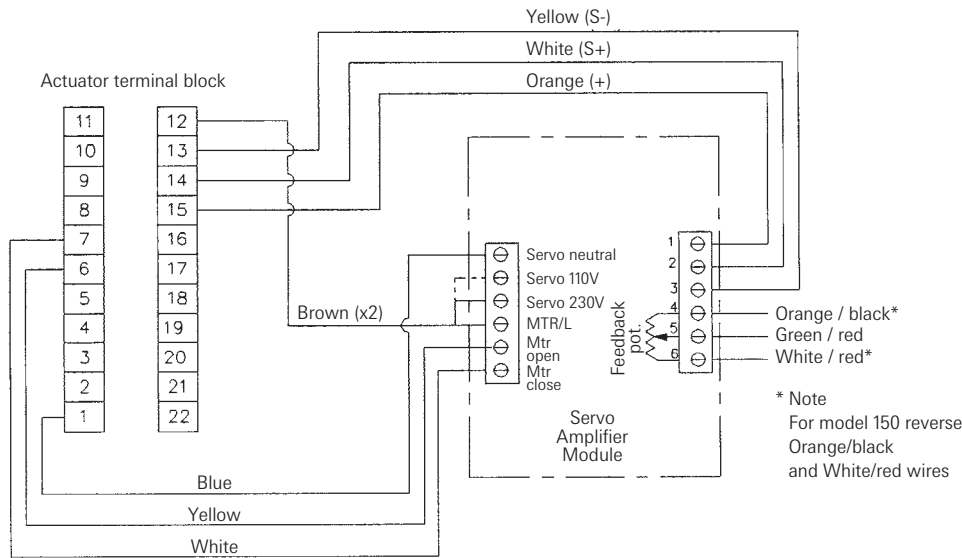 Yellow (S-)
White (S+)
Orange (+)
Actuator terminal block
11
10
9
8
7
6
5
4
3
2
1
12
13
14
15
16
17
18
19
20
21
22
Brown (x2)
Servo neutral
Servo 110V
Servo 230V
MTR/L
Mtr
open
Mtr
close
Feedback
pot.
1
2
3
4
5
6
Servo
Amplifier
Module
Orange / black*
Green / red
White / red*
* Note
For model 150 reverse
Orange/black
and White/red wires
Blue
Yellow
White